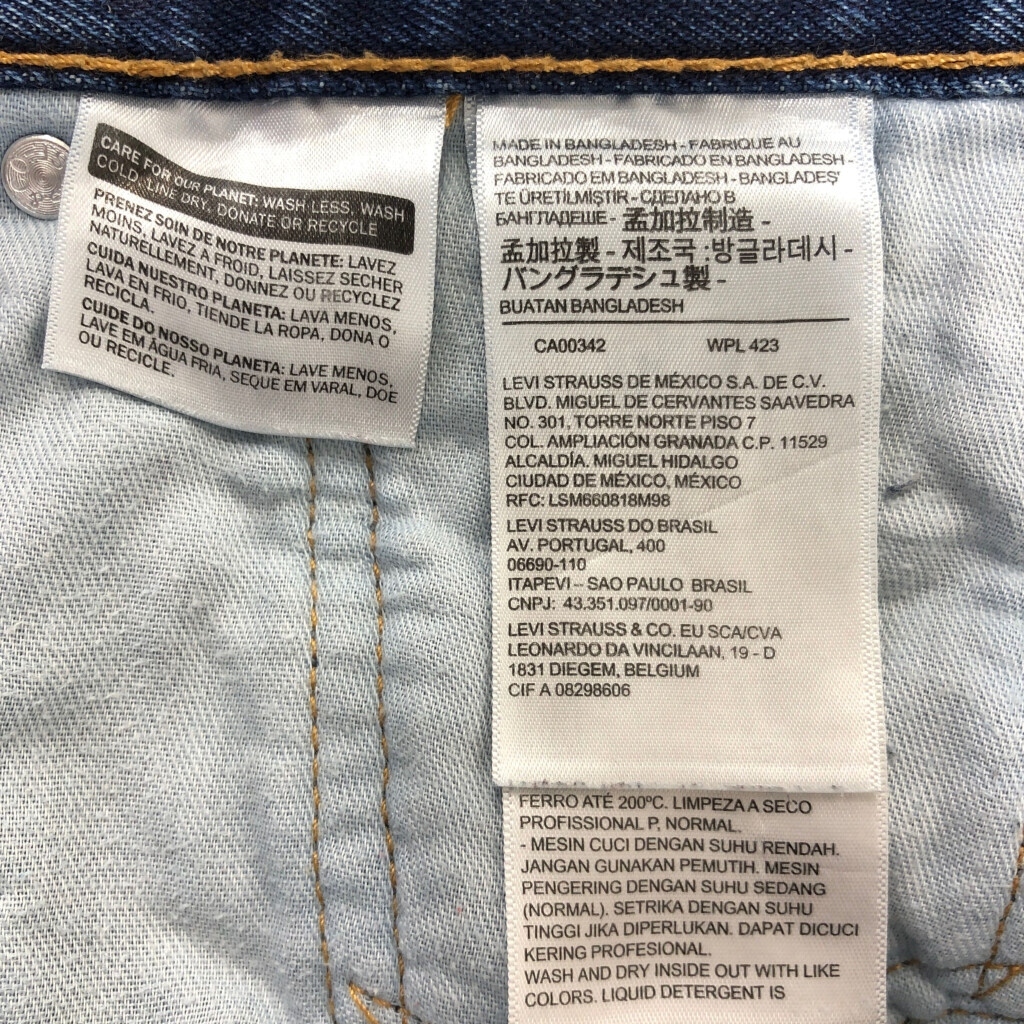 CARE FOR OUR PLANET: WASH LESS, WASH
COLD, LINE DRY, DONATE OR RECYCLE
PRENEZ SOIN DE NOTRE PLANETE: LAVEZ
MOINS, LAVEZ À FROID, LAISSEZ SECHER
NATURELLEMENT, DONNEZ OU RECYCLEZ
CUIDA NUESTRO PLANETA: LAVA MENOS,
LAVA EN FRIO, TIENDE LA ROPA, DONA O
RECICLA.
CUIDE DO NOSSO PLANETA: LAVE MENOS,
LAVE EM ÁGUA FRIA, SEQUE EM VARAL, DOE
OU RECICLE.
MADE IN BANGLADESH - FABRIQUE AU
BANGLADESH - FABRICADO EN BANGLADESH -
FABRICADO EM BANGLADESH - BANGLADEŞ'
TE ÜRETİLMİŞTİR - СДЕЛАНО В
БАНГЛАДЕШЕ - 孟加拉制造 -
孟加拉製 - 제조국 :방글라데시 -
バングラデシュ製 -
BUATAN BANGLADESH
CA00342 WPL 423
LEVI STRAUSS DE MÉXICO S.A. DE C.V.
BLVD. MIGUEL DE CERVANTES SAAVEDRA
NO. 301, TORRE NORTE PISO 7
COL. AMPLIACIÓN GRANADA C.P. 11529
ALCALDÍA. MIGUEL HIDALGO
CIUDAD DE MÉXICO, MÉXICO
RFC: LSM660818M98
LEVI STRAUSS DO BRASIL
AV. PORTUGAL, 400
06690-110
ITAPEVI – SAO PAULO BRASIL
CNPJ: 43.351.097/0001-90
LEVI STRAUSS & CO. EU SCA/CVA
LEONARDO DA VINCILAAN, 19 - D
1831 DIEGEM, BELGIUM
CIF A 08298606
FERRO ATÉ 200ºC. LIMPEZA A SECO
PROFISSIONAL P, NORMAL.
- MESIN CUCI DENGAN SUHU RENDAH.
JANGAN GUNAKAN PEMUTIH. MESIN
PENGERING DENGAN SUHU SEDANG
(NORMAL). SETRIKA DENGAN SUHU
TINGGI JIKA DIPERLUKAN. DAPAT DICUCI
KERING PROFESIONAL.
WASH AND DRY INSIDE OUT WITH LIKE
COLORS. LIQUID DETERGENT IS